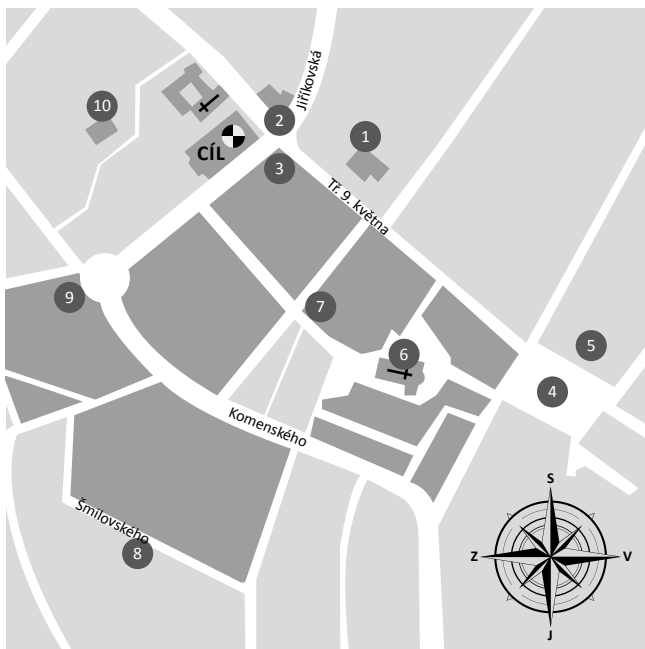 Jiříkovská
10
2
1
CÍL
3
Tř. 9. května
9
7
5
6
4
Komenského
S
Šmilovského
8
Z
V
J